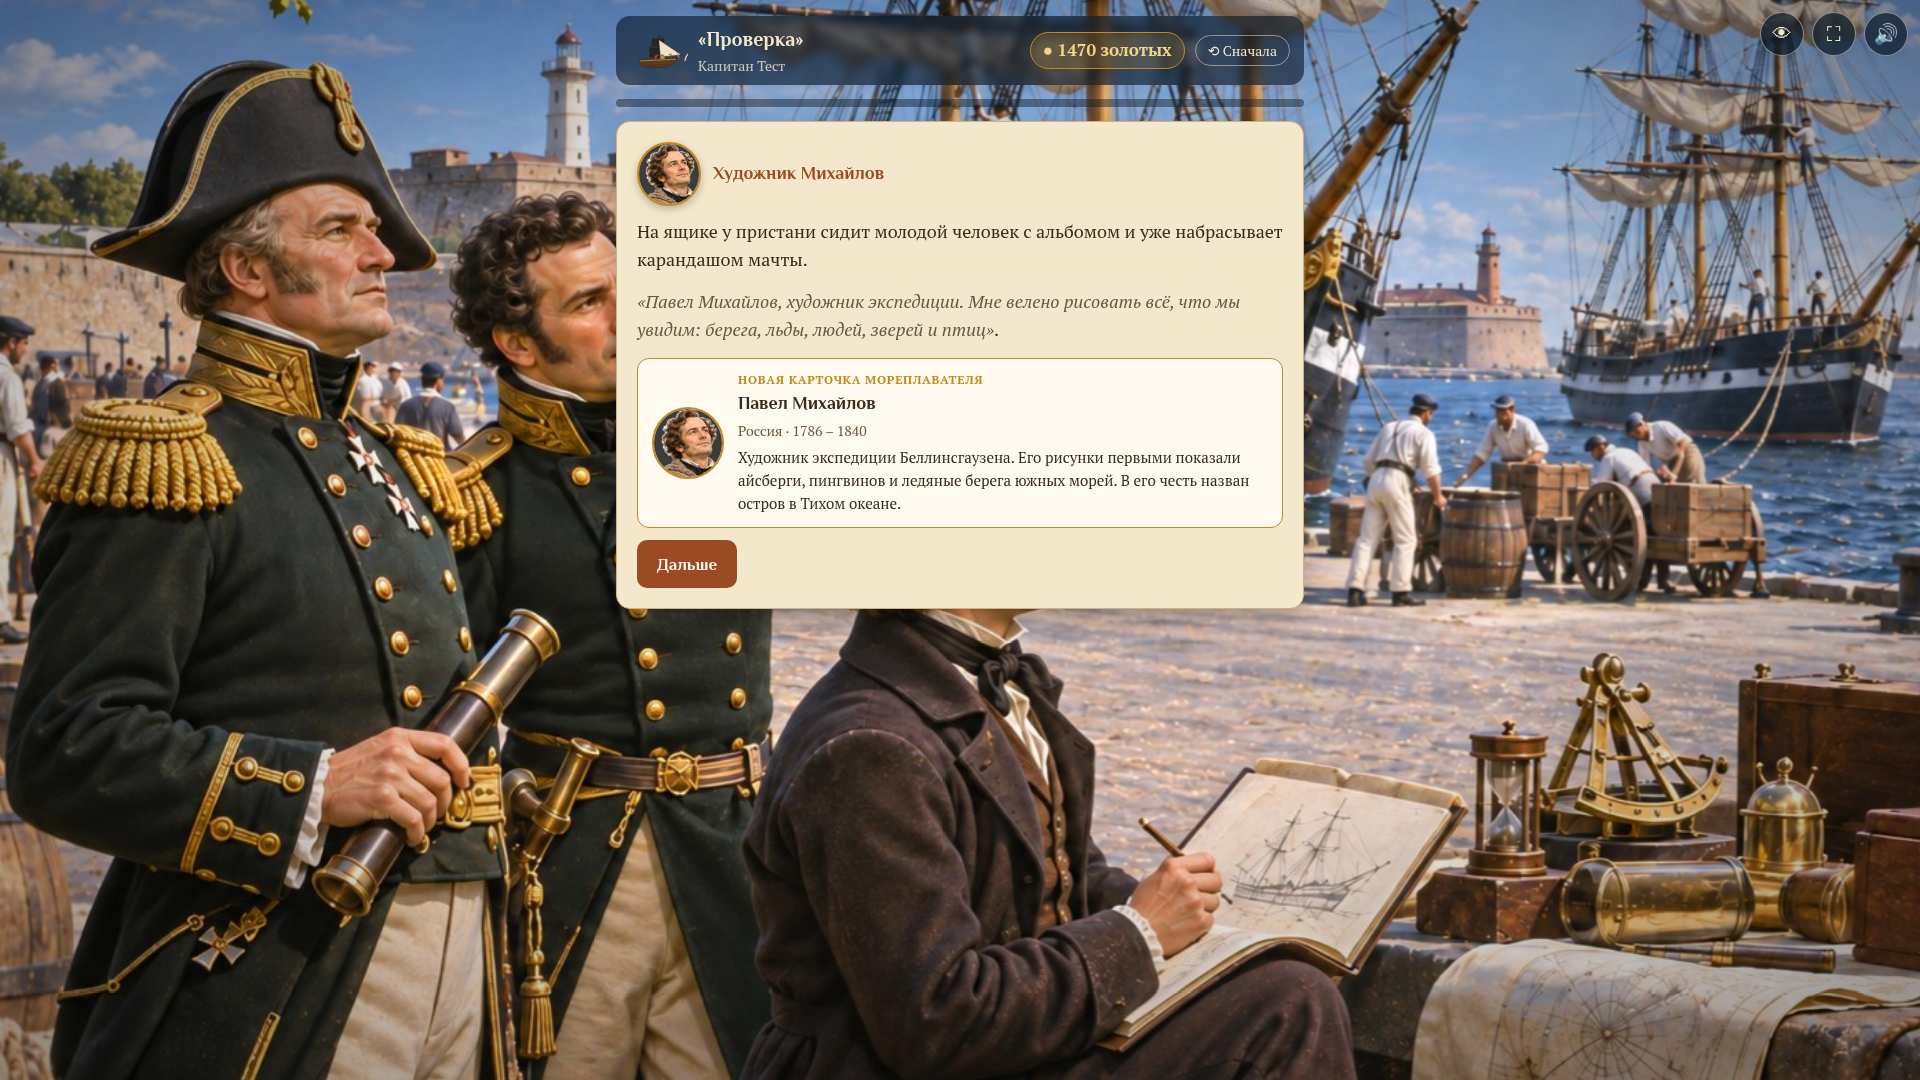 «Проверка»
Капитан Тест
● 1470 золотых
⟲ Сначала
Художник Михайлов
На ящике у пристани сидит молодой человек с альбомом и уже набрасывает
карандашом мачты.
«Павел Михайлов, художник экспедиции. Мне велено рисовать всё, что мы
увидим: берега, льды, людей, зверей и птиц».
НОВАЯ КАРТОЧКА МОРЕПЛАВАТЕЛЯ
Павел Михайлов
Россия · 1786 – 1840
Художник экспедиции Беллинсгаузена. Его рисунки первыми показали
айсберги, пингвинов и ледяные берега южных морей. В его честь назван
остров в Тихом океане.
Дальше